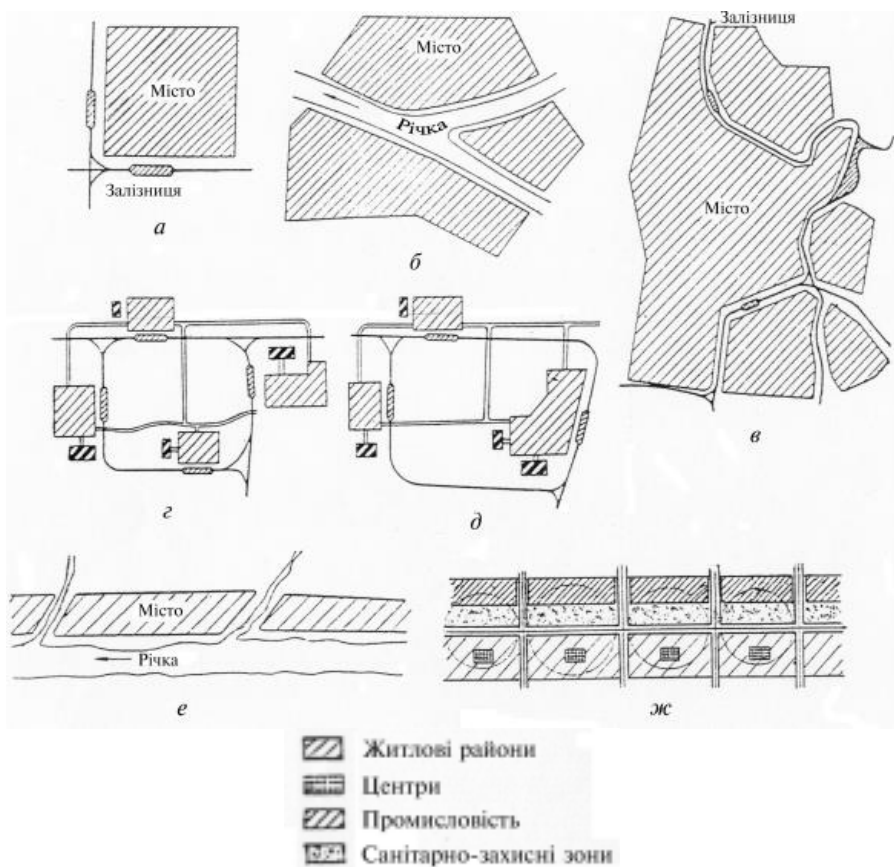 Місто
Залізниця
а
Місто
Річка
б
Залізниця
Місто
в
г
д
Місто
Річка
е
ж
Житлові райони
Центри
Промисловість
Санітарно-захисні зони